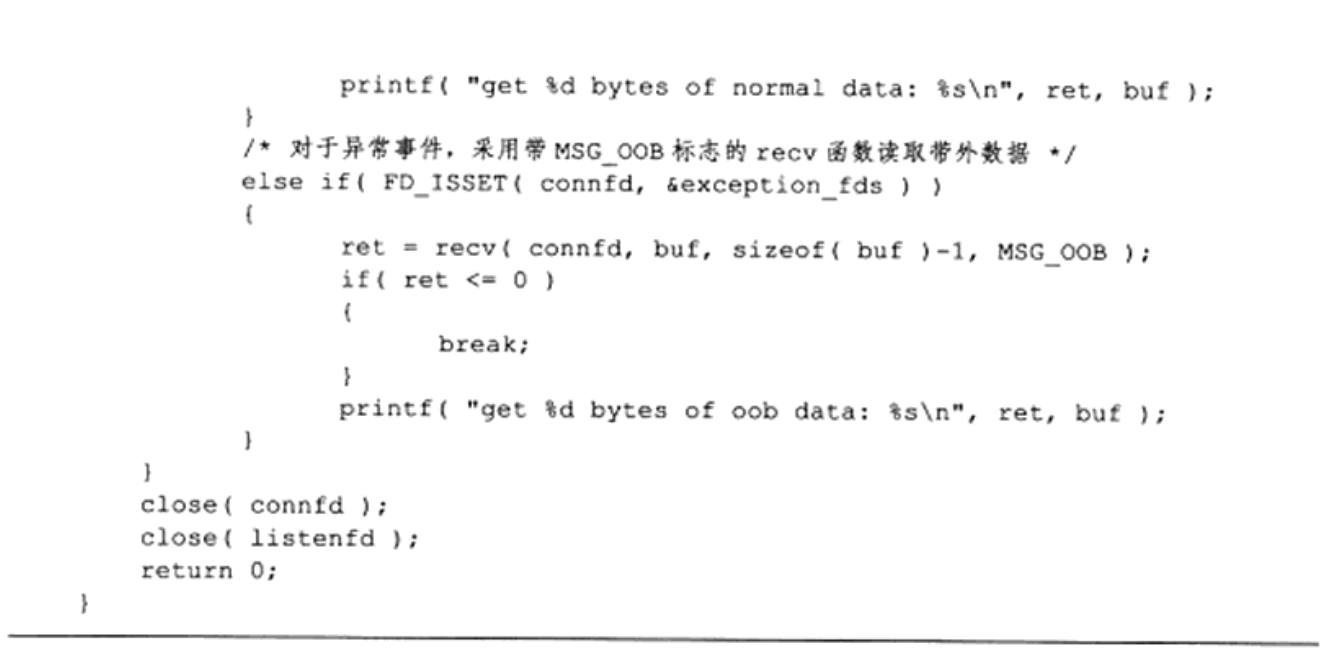 printf( "get %d bytes of normal data: %s\n", ret, buf );
}
/* 对于异常事件，采用带 MSG_OOB 标志的 recv 函数读取带外数据 */
else if( FD_ISSET( connfd, &exception_fds ) )
{
ret = recv( connfd, buf, sizeof( buf )-1, MSG_OOB );
if( ret <= 0 )
{
break;
}
printf( "get %d bytes of oob data: %s\n", ret, buf );
}
}
close( connfd );
close( listenfd );
return 0;
}